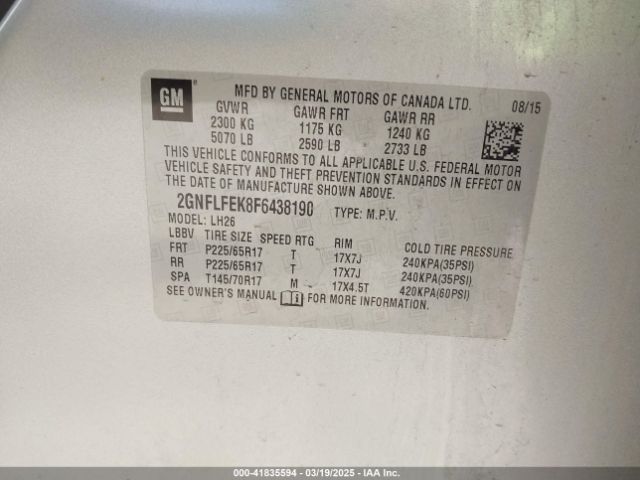 GM
®
MFD BY GENERAL MOTORS OF CANADA LTD. 08/15
GVWR GAWR FRT GAWR RR
2300 KG 1175 KG 1240 KG
5070 LB 2590 LB 2733 LB
THIS VEHICLE CONFORMS TO ALL APPLICABLE U.S. FEDERAL MOTOR
VEHICLE SAFETY AND THEFT PREVENTION STANDARDS IN EFFECT ON
THE DATE OF MANUFACTURE SHOWN ABOVE.
2GNFLFEK8F6438190 TYPE: M.P.V.
MODEL: LH26
LBBV TIRE SIZE SPEED RTG RIM COLD TIRE PRESSURE
FRT P225/65R17 T 17X7J 240KPA(35PSI)
RR P225/65R17 T 17X7J 240KPA(35PSI)
SPA T145/70R17 M 17X4.5T 420KPA(60PSI)
SEE OWNER'S MANUAL FOR MORE INFORMATION.
000-41835594 — 03/19/2025 — IAA Inc.